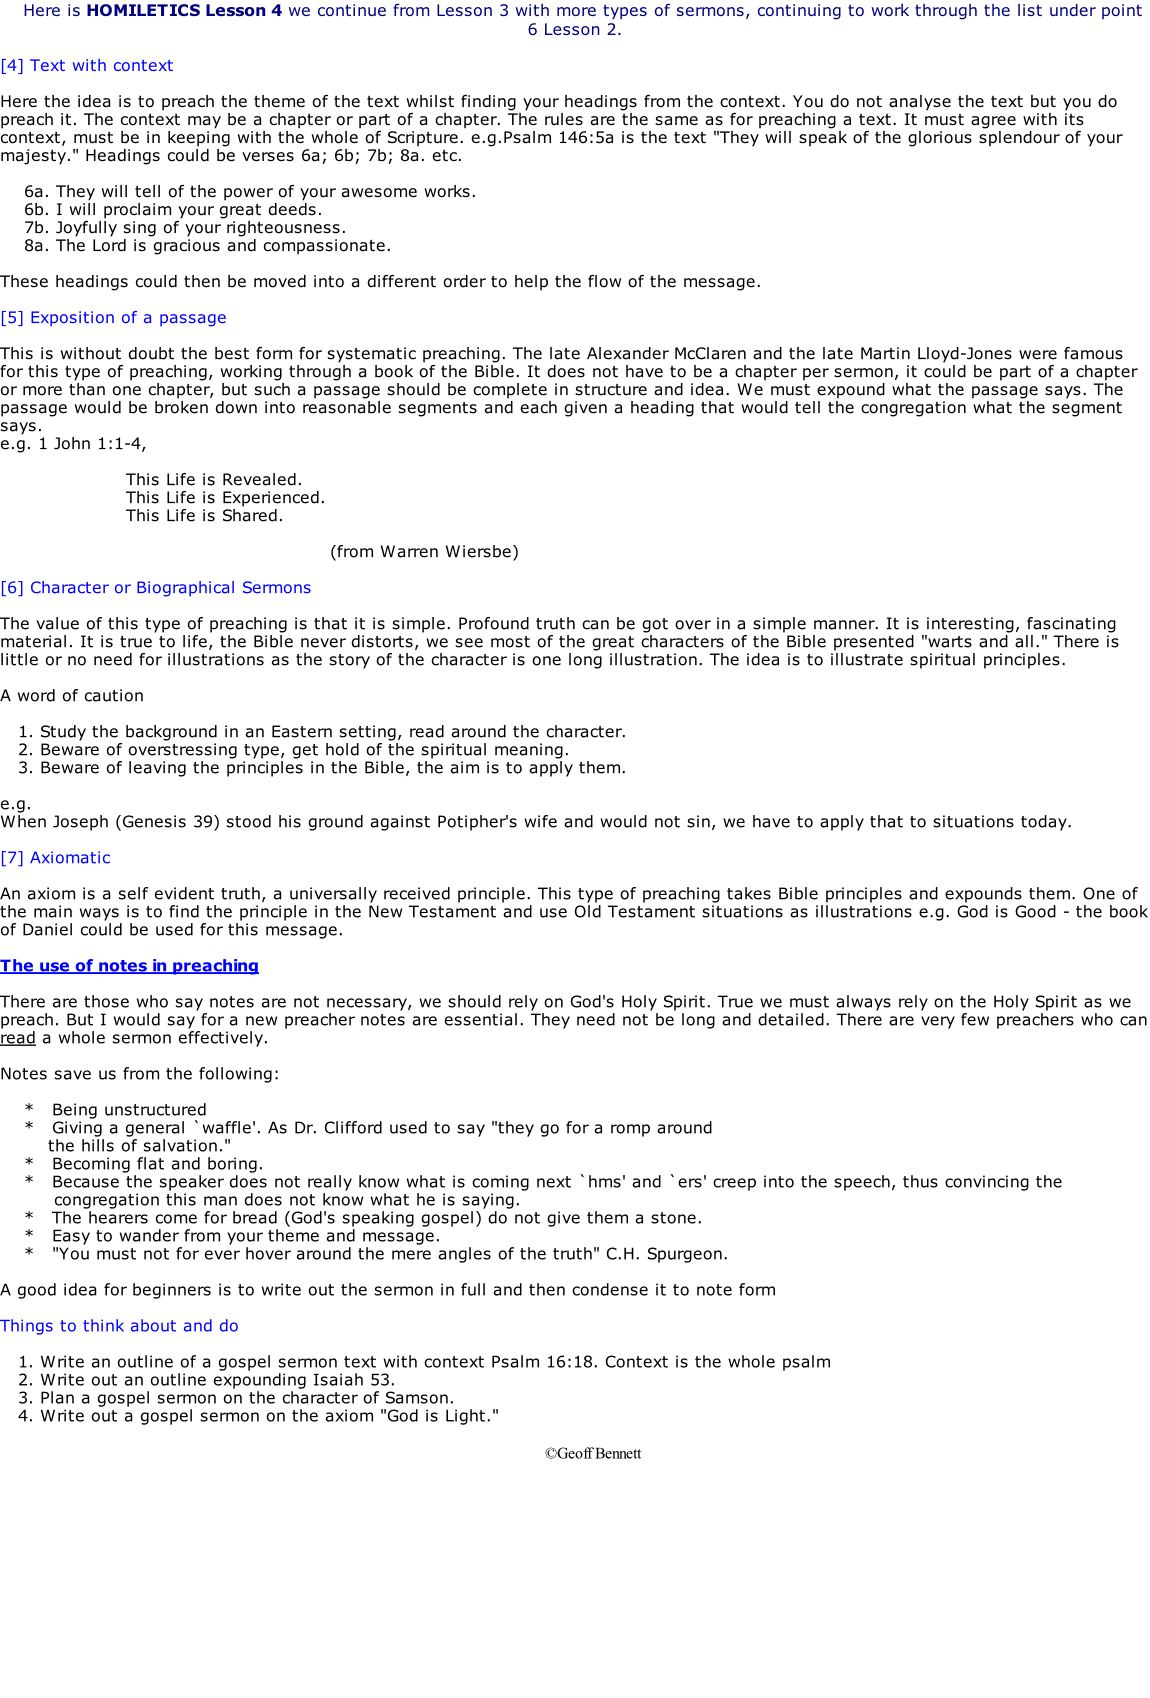 Here is HOMILETICS Lesson 4 we continue from Lesson 3 with more types of sermons, continuing to work through the list under point
6 Lesson 2.
[4] Text with context
Here the idea is to preach the theme of the text whilst finding your headings from the context. You do not analyse the text but you do
preach it. The context may be a chapter or part of a chapter. The rules are the same as for preaching a text. It must agree with its
context, must be in keeping with the whole of Scripture. e.g.Psalm 146:5a is the text "They will speak of the glorious splendour of your
majesty." Headings could be verses 6a; 6b; 7b; 8a. etc.
6a. They will tell of the power of your awesome works.
6b. I will proclaim your great deeds.
7b. Joyfully sing of your righteousness.
8a. The Lord is gracious and compassionate.
These headings could then be moved into a different order to help the flow of the message.
[5] Exposition of a passage
This is without doubt the best form for systematic preaching. The late Alexander McClaren and the late Martin Lloyd-Jones were famous
for this type of preaching, working through a book of the Bible. It does not have to be a chapter per sermon, it could be part of a chapter
or more than one chapter, but such a passage should be complete in structure and idea. We must expound what the passage says. The
passage would be broken down into reasonable segments and each given a heading that would tell the congregation what the segment
says.
e.g. 1 John 1:1-4,
This Life is Revealed.
This Life is Experienced.
This Life is Shared.
(from Warren Wiersbe)
[6] Character or Biographical Sermons
The value of this type of preaching is that it is simple. Profound truth can be got over in a simple manner. It is interesting, fascinating
material. It is true to life, the Bible never distorts, we see most of the great characters of the Bible presented "warts and all." There is
little or no need for illustrations as the story of the character is one long illustration. The idea is to illustrate spiritual principles.
A word of caution
1. Study the background in an Eastern setting, read around the character.
2. Beware of overstressing type, get hold of the spiritual meaning.
3. Beware of leaving the principles in the Bible, the aim is to apply them.
e.g.
When Joseph (Genesis 39) stood his ground against Potipher's wife and would not sin, we have to apply that to situations today.
[7] Axiomatic
An axiom is a self evident truth, a universally received principle. This type of preaching takes Bible principles and expounds them. One of
the main ways is to find the principle in the New Testament and use Old Testament situations as illustrations e.g. God is Good - the book
of Daniel could be used for this message.
The use of notes in preaching
There are those who say notes are not necessary, we should rely on God's Holy Spirit. True we must always rely on the Holy Spirit as we
preach. But I would say for a new preacher notes are essential. They need not be long and detailed. There are very few preachers who can
read a whole sermon effectively.
Notes save us from the following:
* Being unstructured
* Giving a general `waffle'. As Dr. Clifford used to say "they go for a romp around
the hills of salvation."
* Becoming flat and boring.
* Because the speaker does not really know what is coming next `hms' and `ers' creep into the speech, thus convincing the
congregation this man does not know what he is saying.
* The hearers come for bread (God's speaking gospel) do not give them a stone.
* Easy to wander from your theme and message.
* "You must not for ever hover around the mere angles of the truth" C.H. Spurgeon.
A good idea for beginners is to write out the sermon in full and then condense it to note form
Things to think about and do
1. Write an outline of a gospel sermon text with context Psalm 16:18. Context is the whole psalm
2. Write out an outline expounding Isaiah 53.
3. Plan a gospel sermon on the character of Samson.
4. Write out a gospel sermon on the axiom "God is Light."
©Geoff Bennett